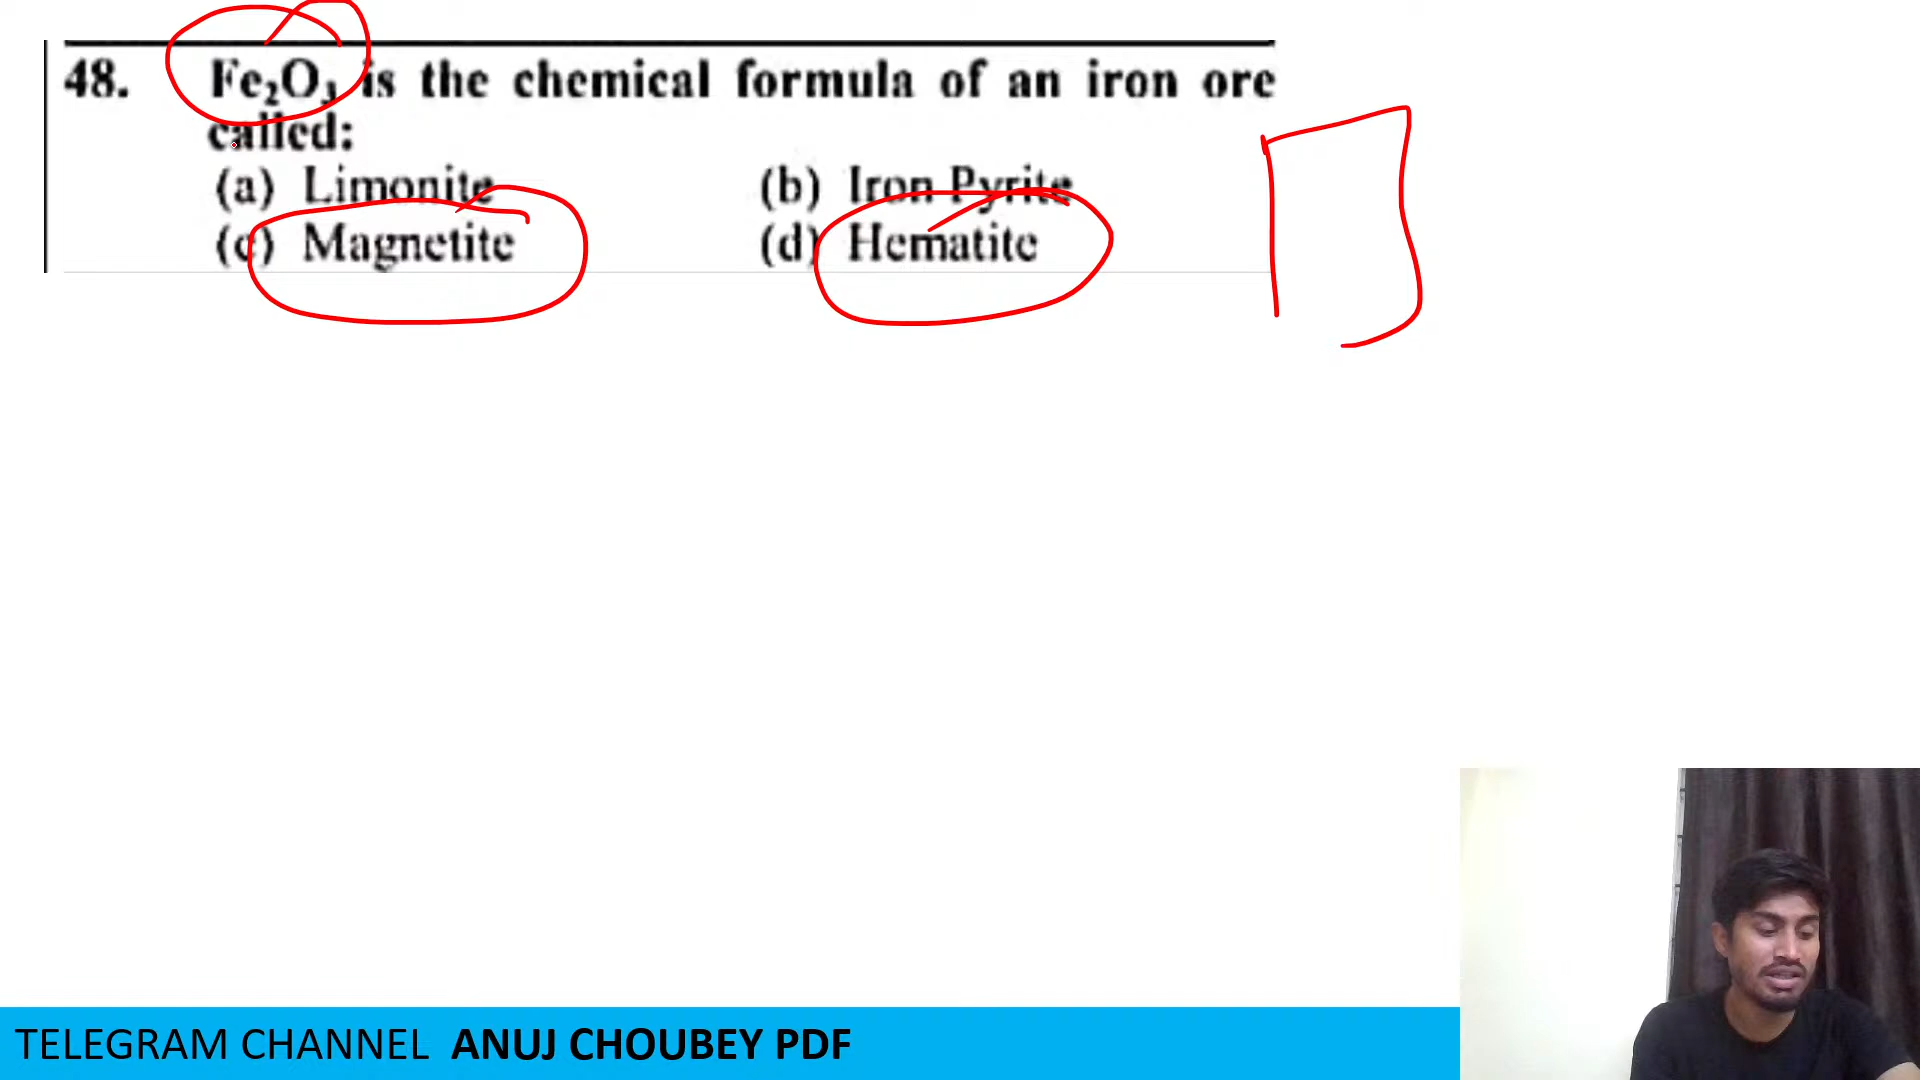 48. Fe₂O₃ is the chemical formula of an iron ore
called:
(a) Limonite (b) Iron Pyrite
(c) Magnetite (d) Hematite
TELEGRAM CHANNEL ANUJ CHOUBEY PDF